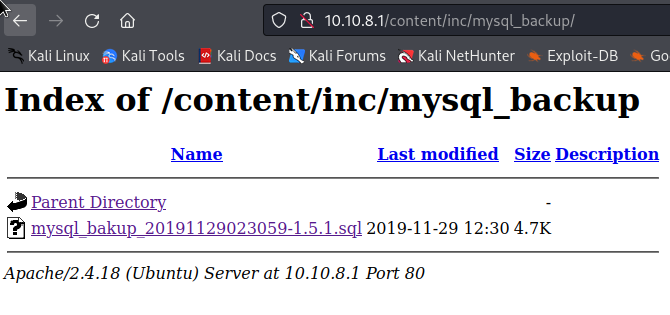 10.10.8.1/content/inc/mysql_backup/
Kali Linux Kali Tools Kali Docs Kali Forums Kali NetHunter Exploit-DB Go
Index of /content/inc/mysql_backup
Name Last modified Size Description
Parent Directory -
mysql_bakup_20191129023059-1.5.1.sql 2019-11-29 12:30 4.7K
Apache/2.4.18 (Ubuntu) Server at 10.10.8.1 Port 80